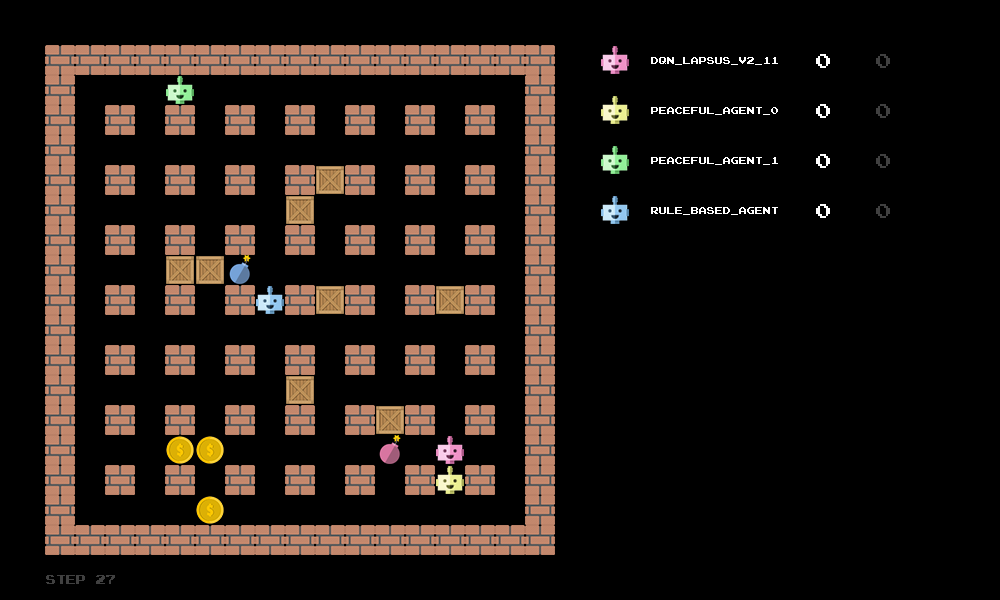 DQN_LAPSUS_V2_11 0 0
PEACEFUL_AGENT_0 0 0
PEACEFUL_AGENT_1 0 0
RULE_BASED_AGENT 0 0
STEP 27